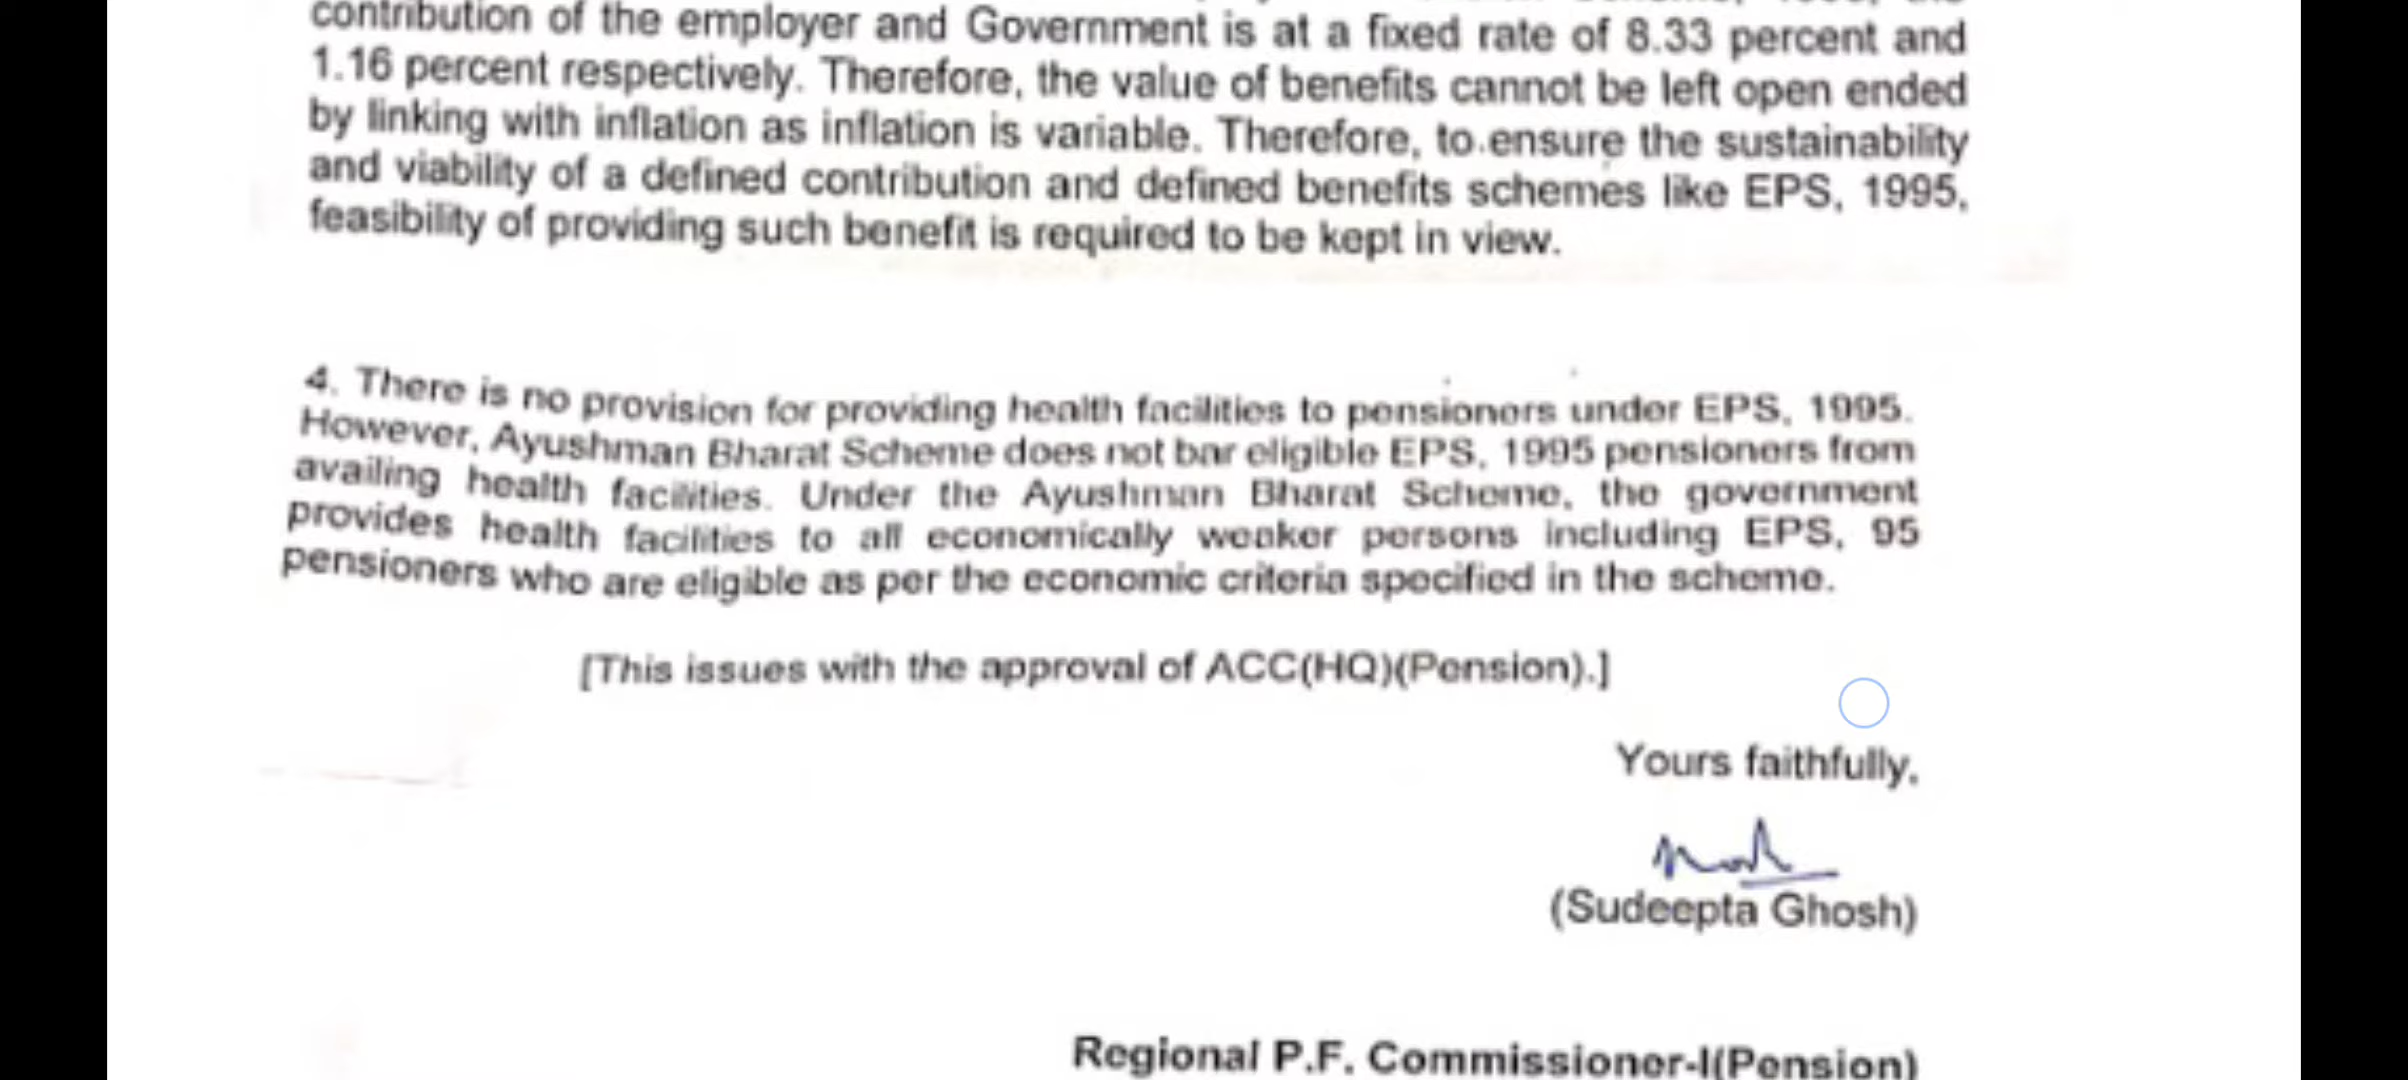 contribution of the employer and Government is at a fixed rate of 8.33 percent and
1.16 percent respectively. Therefore, the value of benefits cannot be left open ended
by linking with inflation as inflation is variable. Therefore, to ensure the sustainability
and viability of a defined contribution and defined benefits schemes like EPS, 1995,
feasibility of providing such benefit is required to be kept in view.
4. There is no provision for providing health facilities to pensioners under EPS, 1995.
However, Ayushman Bharat Scheme does not bar eligible EPS, 1995 pensioners from
availing health facilities. Under the Ayushman Bharat Scheme, the government
provides health facilities to all economically weaker persons including EPS, 95
pensioners who are eligible as per the economic criteria specified in the scheme.
[This issues with the approval of ACC(HQ)(Pension).]
Yours faithfully,
(Sudeepta Ghosh)
Regional P.F. Commissioner-I(Pension)